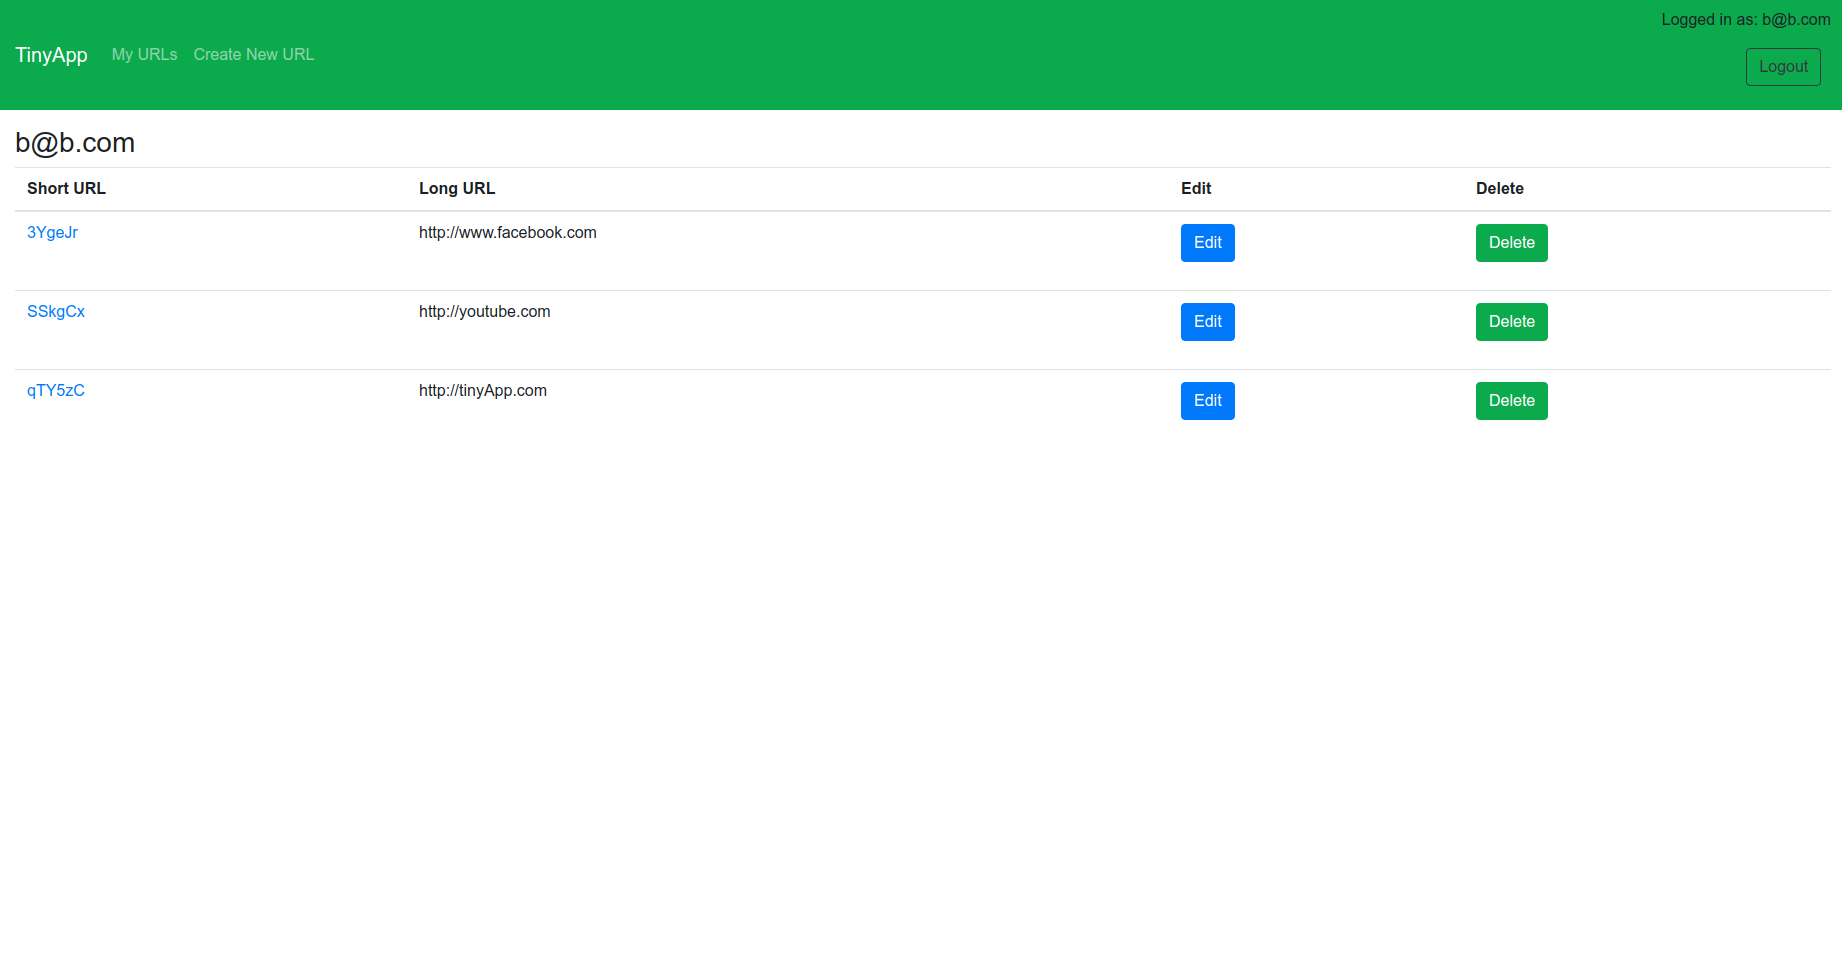 Logged in as: b@b.com
TinyApp My URLs Create New URL Logout
b@b.com
Short URL Long URL Edit Delete
3YgeJr http://www.facebook.com Edit Delete
SSkgCx http://youtube.com Edit Delete
qTY5zC http://tinyApp.com Edit Delete